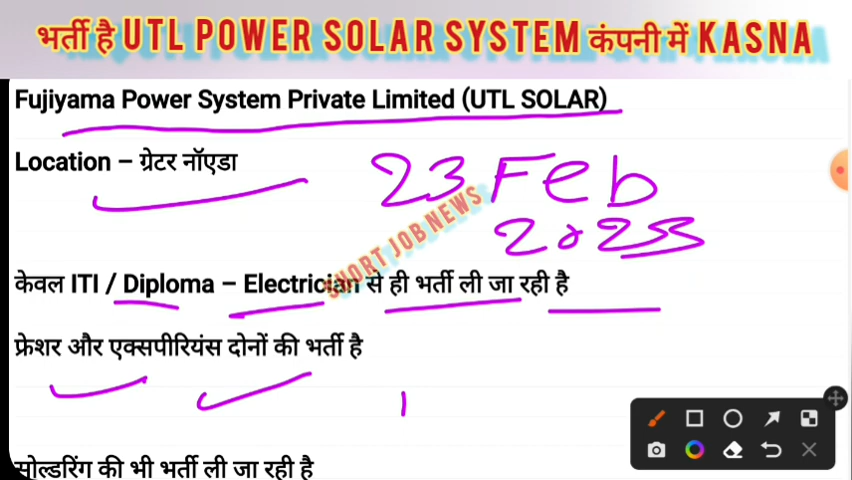 भर्ती है UTL POWER SOLAR SYSTEM कंपनी में KASNA
Fujiyama Power System Private Limited (UTL SOLAR)
Location – ग्रेटर नॉएडा
23 Feb
SHORT JOB NEWS
केवल ITI / Diploma – Electrician से ही भर्ती ली जा रही है
फ्रेशर और एक्सपीरियंस दोनों की भर्ती है
सोल्डरिंग की भी भर्ती ली जा रही है